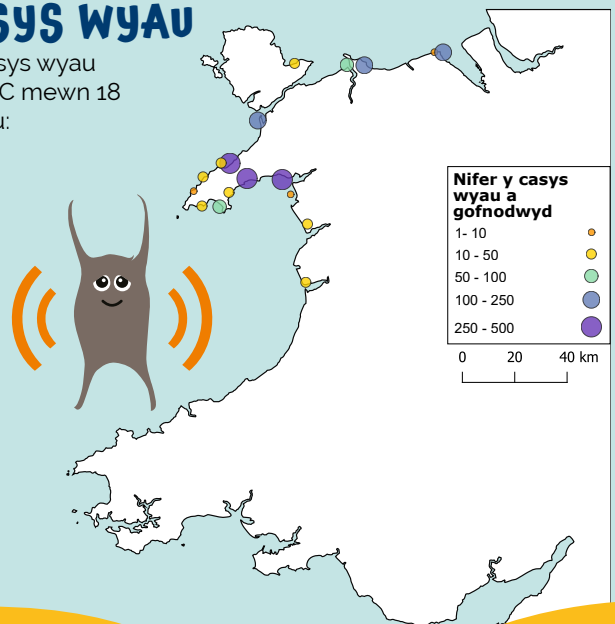 SYS WYAU
sys wyau
C mewn 18
u:
Nifer y casys
wyau a
gofnodwyd
1- 10
10 - 50
50 - 100
100 - 250
250 - 500
0 20 40 km